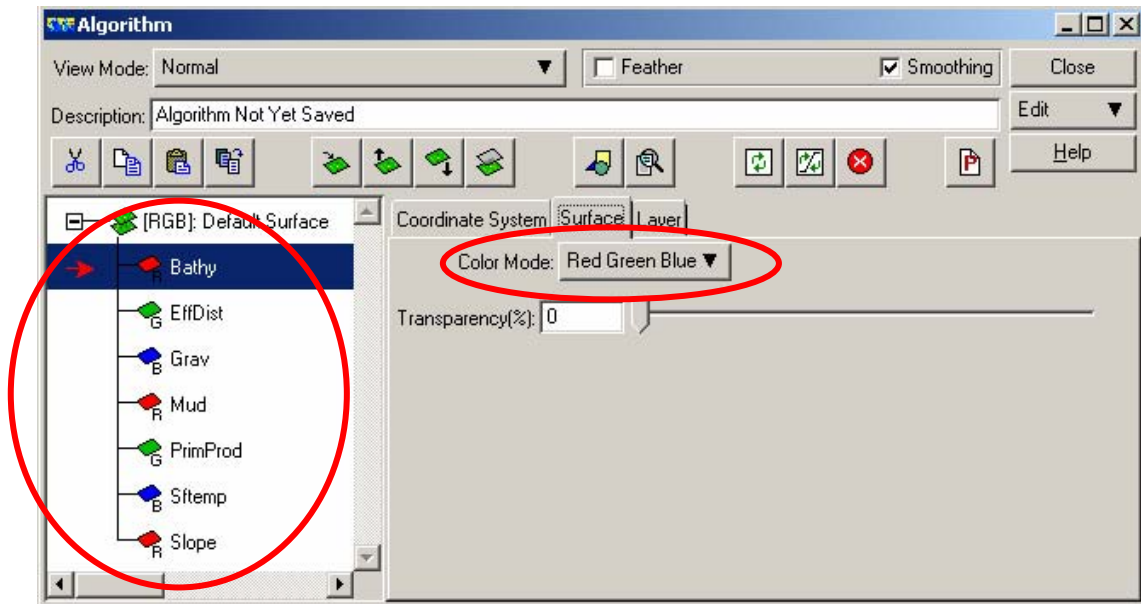 Algorithm
View Mode: Normal
Feather
Smoothing
Close
Description: Algorithm Not Yet Saved
Edit
Help
[RGB]: Default Surface
R Bathy
G EffDist
B Grav
R Mud
G PrimProd
B Sftemp
R Slope
Coordinate System Surface Layer
Color Mode: Red Green Blue
Transparency(%): 0